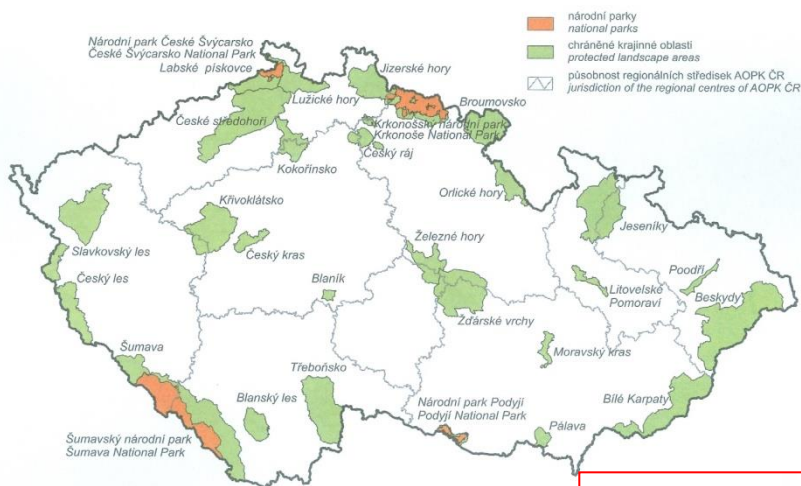 národní parky
national parks
chráněné krajinné oblasti
protected landscape areas
působnost regionálních středisek AOPK ČR
jurisdiction of the regional centres of AOPK ČR
Národní park České Švýcarsko
České Švýcarsko National Park
Labské pískovce
Jizerské hory
Lužické hory
Broumovsko
České středohoří
Krkonošský národní park
Krkonoše National Park
Český ráj
Kokořínsko
Orlické hory
Křivoklátsko
Jeseníky
Slavkovský les
Český kras
Železné hory
Český les
Blaník
Litovelské
Pomoraví
Poodří
Beskydy
Žďárské vrchy
Šumava
Moravský kras
Třeboňsko
Národní park Podyjí
Podyjí National Park
Bílé Karpaty
Blanský les
Pálava
Šumavský národní park
Šumava National Park